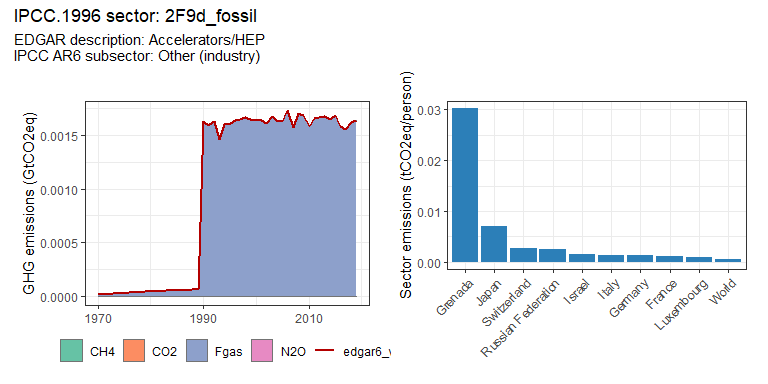 IPCC.1996 sector: 2F9d_fossil
EDGAR description: Accelerators/HEP
IPCC AR6 subsector: Other (industry)
GHG emissions (GtCO2eq)
0.0015
0.0010
0.0005
0.0000
1970
1990
2010
CH4
CO2
Fgas
N2O
edgar6_
Sector emissions (tCO2eq/person)
0.03
0.02
0.01
0.00
Grenada
Japan
Switzerland
Russian Federation
Israel
Italy
Germany
France
Luxembourg
World